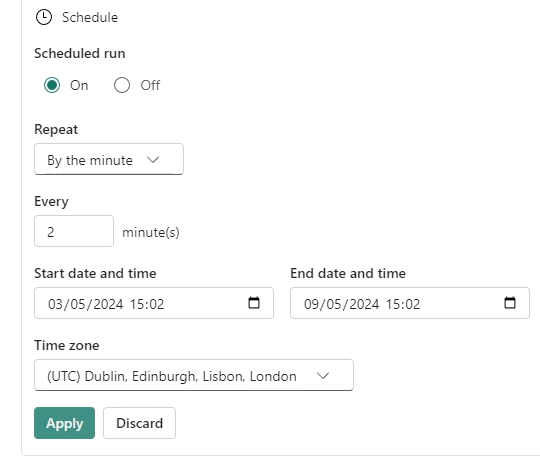 Schedule
Scheduled run
On Off
Repeat
By the minute
Every
2 minute(s)
Start date and time End date and time
03/05/2024 15:02 09/05/2024 15:02
Time zone
(UTC) Dublin, Edinburgh, Lisbon, London
Apply Discard